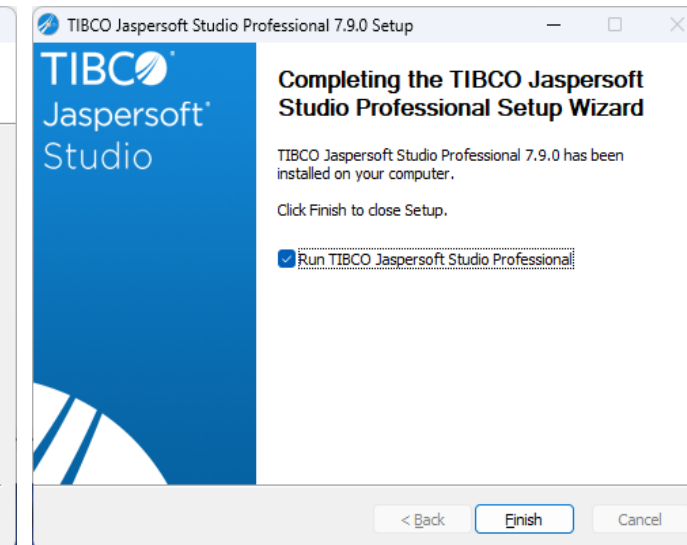 TIBCO Jaspersoft Studio Professional 7.9.0 Setup
TIBCO
Jaspersoft
Studio
Completing the TIBCO Jaspersoft
Studio Professional Setup Wizard
TIBCO Jaspersoft Studio Professional 7.9.0 has been
installed on your computer.
Click Finish to close Setup.
Run TIBCO Jaspersoft Studio Professional
< Back
Finish
Cancel